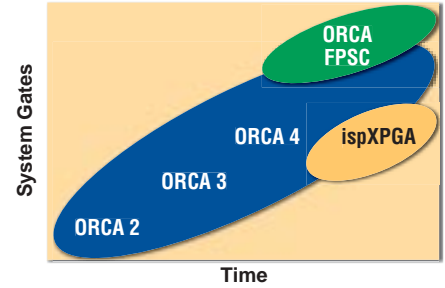 ORCA
FPSC
ORCA 4
ispXPGA
ORCA 3
ORCA 2
System Gates
Time